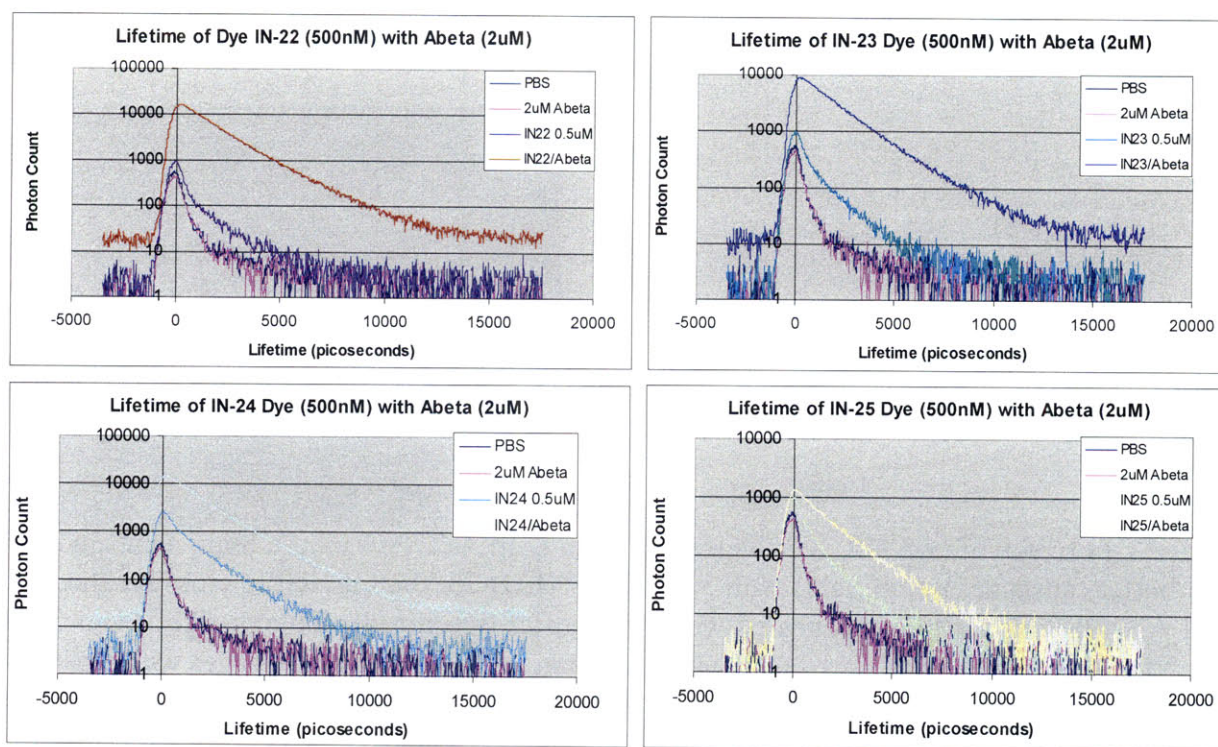 Lifetime of Dye IN-22 (500nM) with Abeta (2uM)
100000
10000
1000
100
10
1
Photon Count
-5000 0 5000 10000 15000 20000
Lifetime (picoseconds)
PBS
2uM Abeta
IN22 0.5uM
IN22/Abeta
Lifetime of IN-23 Dye (500nM) with Abeta (2uM)
10000
1000
100
10
1
Photon Count
-5000 0 5000 10000 15000 20000
Lifetime (picoseconds)
PBS
2uM Abeta
IN23 0.5uM
IN23/Abeta
Lifetime of IN-24 Dye (500nM) with Abeta (2uM)
100000
10000
1000
100
10
1
Photon Count
-5000 0 5000 10000 15000 20000
Lifetime (picoseconds)
PBS
2uM Abeta
IN24 0.5uM
IN24/Abeta
Lifetime of IN-25 Dye (500nM) with Abeta (2uM)
10000
1000
100
10
1
Photon Count
-5000 0 5000 10000 15000 20000
Lifetime (picoseconds)
PBS
2uM Abeta
IN25 0.5uM
IN25/Abeta